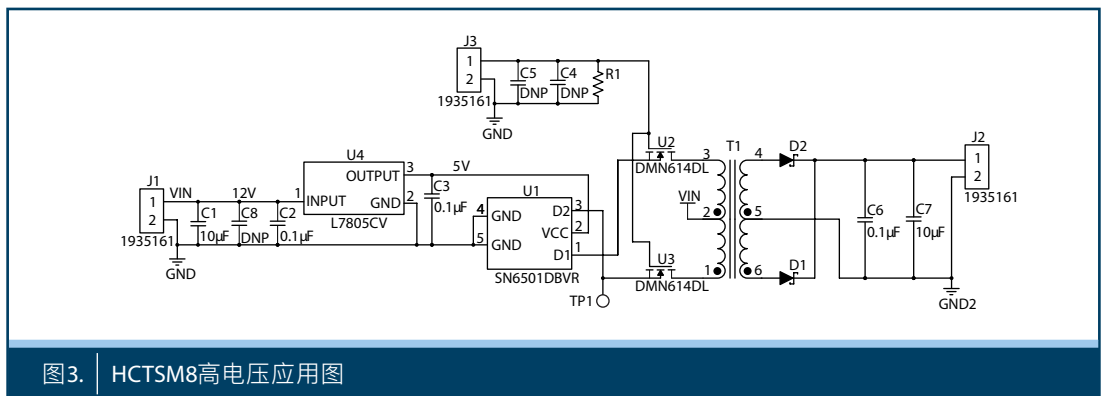 J3
1
2
1935161
C5
DNP
C4
DNP
R1
GND
J1
1
2
1935161
VIN
12V
C1
10µF
C8
DNP
C2
0.1µF
GND
U4
1
INPUT
OUTPUT
GND
3
2
L7805CV
5V
C3
0.1µF
U1
4
GND
5
GND
D2
3
VCC
2
D1
1
SN6501DBVR
TP1
U2
DMN614DL
U3
DMN614DL
VIN
T1
3
2
1
4
5
6
D2
D1
C6
0.1µF
C7
10µF
J2
1
2
1935161
GND2
图3. HCTSM8高电压应用图